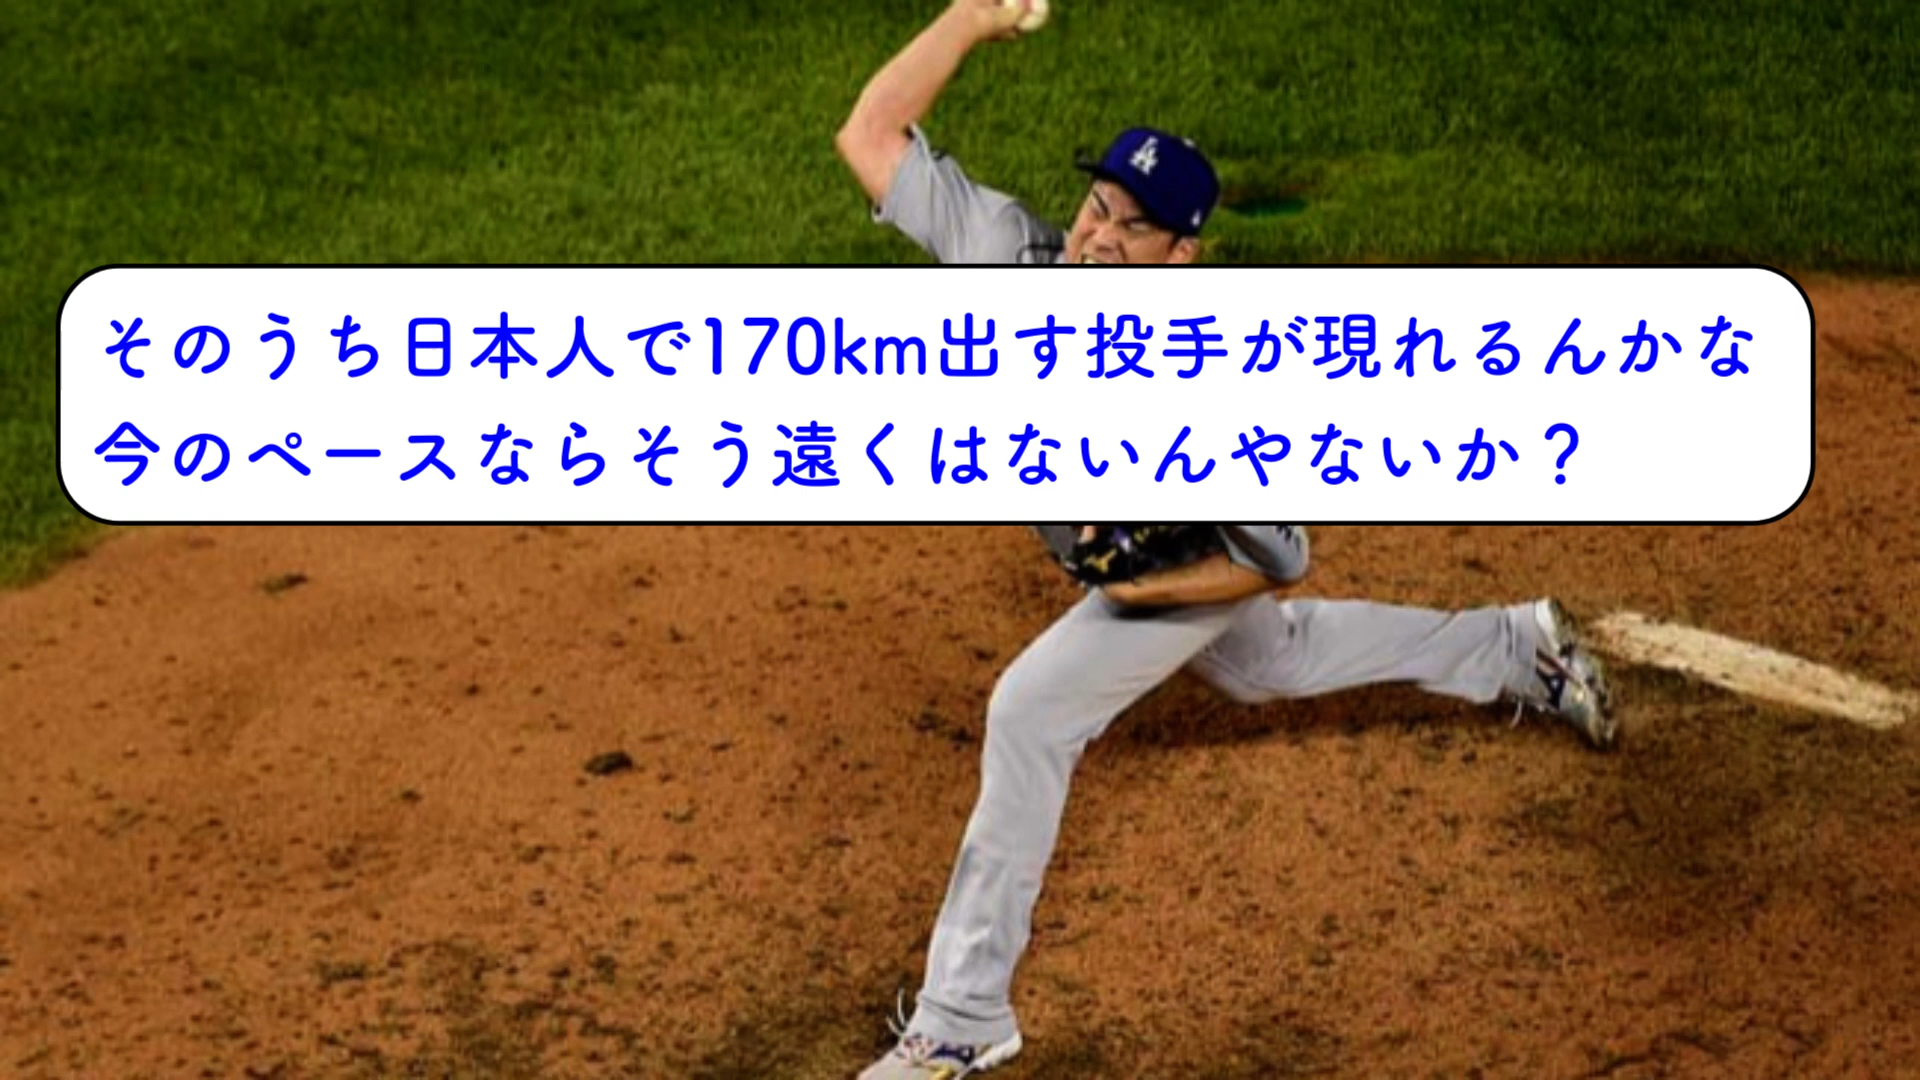 そのうち日本人で170km出す投手が現れるんかな
今のペースならそう遠くはないんやないか？
LA